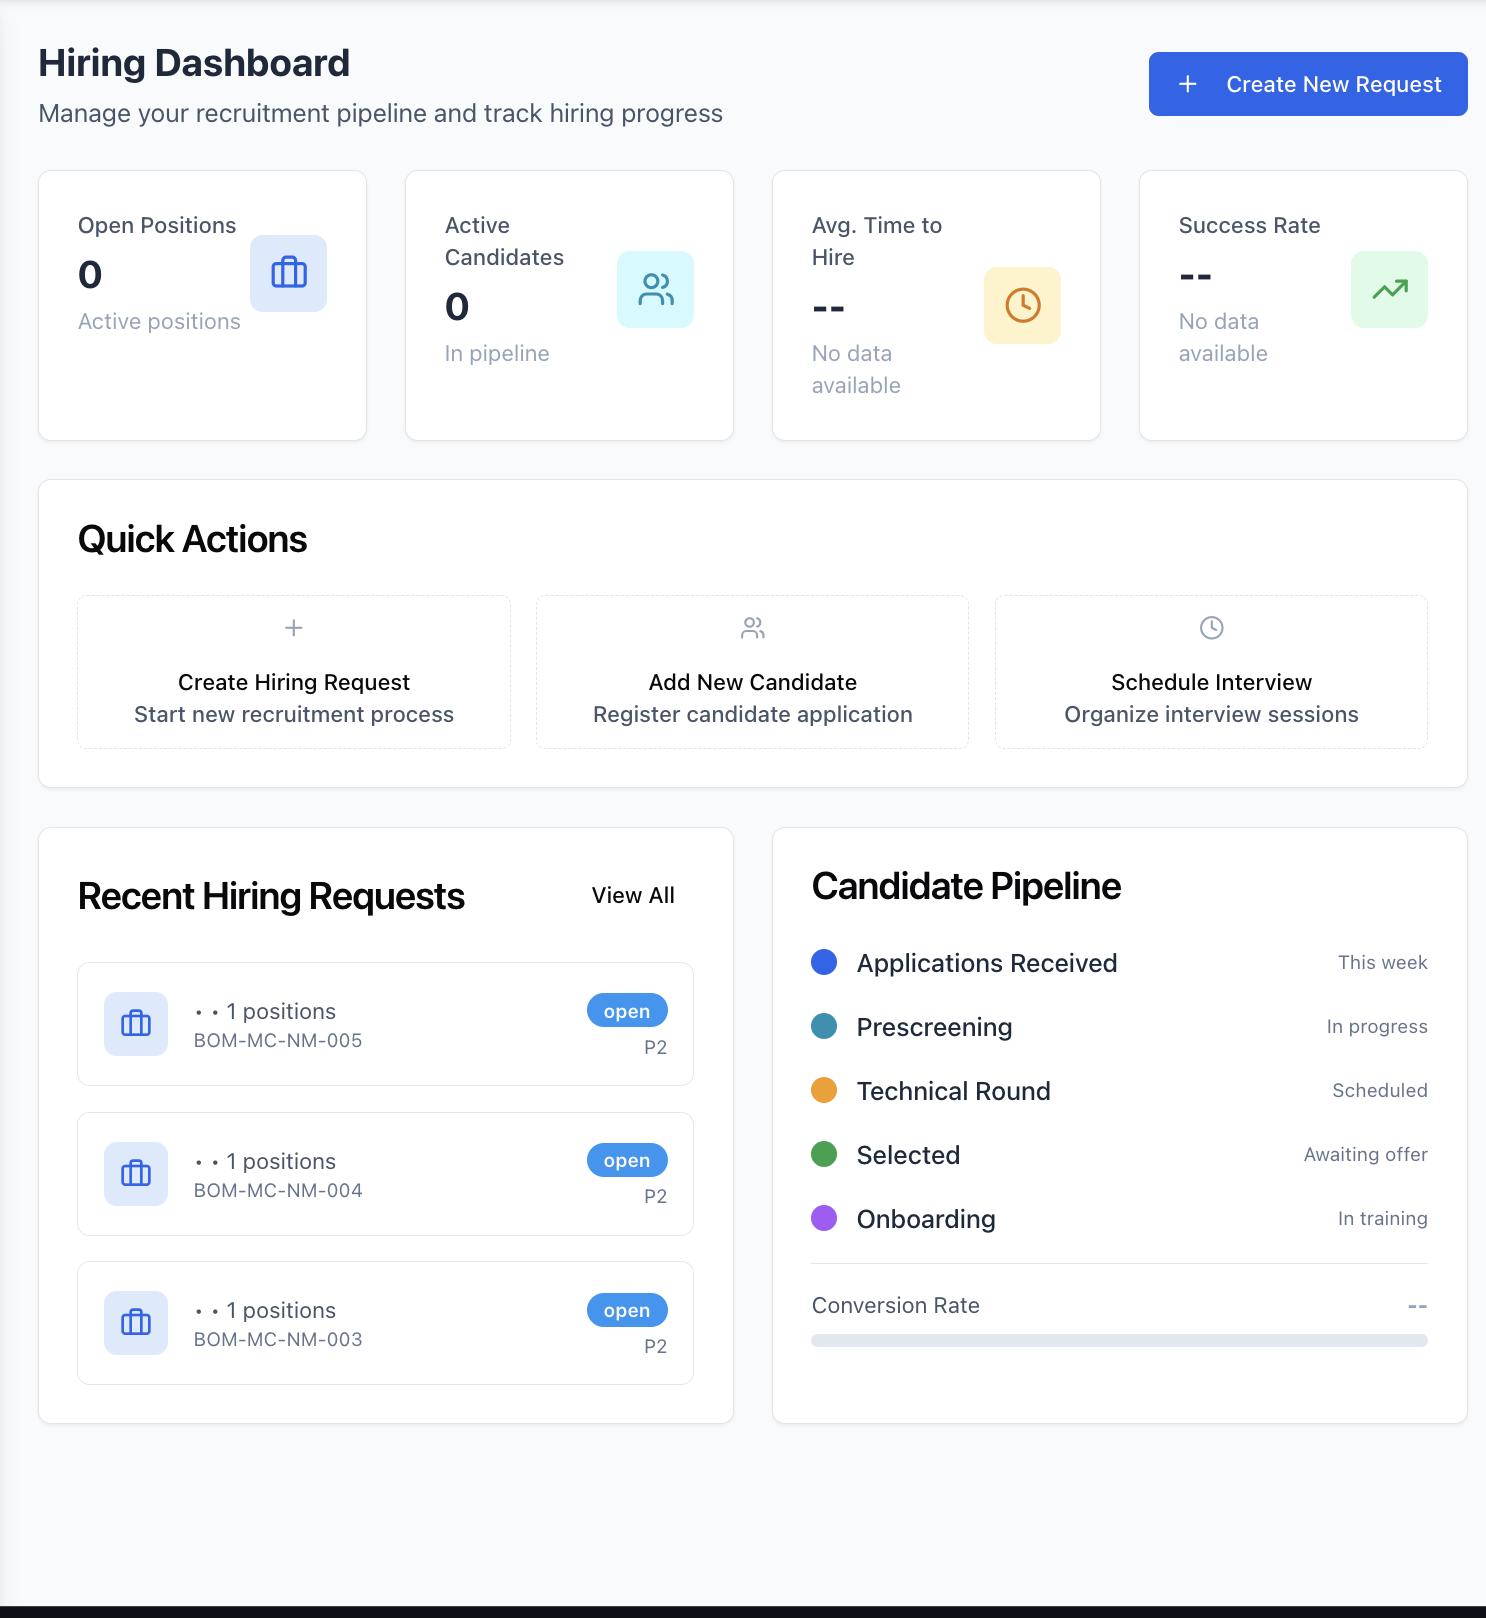 Hiring Dashboard
Manage your recruitment pipeline and track hiring progress
Create New Request
Open Positions
0
Active positions
Active
Candidates
0
In pipeline
Avg. Time to
Hire
--
No data
available
Success Rate
--
No data
available
Quick Actions
Create Hiring Request
Start new recruitment process
Add New Candidate
Register candidate application
Schedule Interview
Organize interview sessions
Recent Hiring Requests
View All
• • 1 positions
BOM-MC-NM-005
open
P2
• • 1 positions
BOM-MC-NM-004
open
P2
• • 1 positions
BOM-MC-NM-003
open
P2
Candidate Pipeline
Applications Received
This week
Prescreening
In progress
Technical Round
Scheduled
Selected
Awaiting offer
Onboarding
In training
Conversion Rate
--